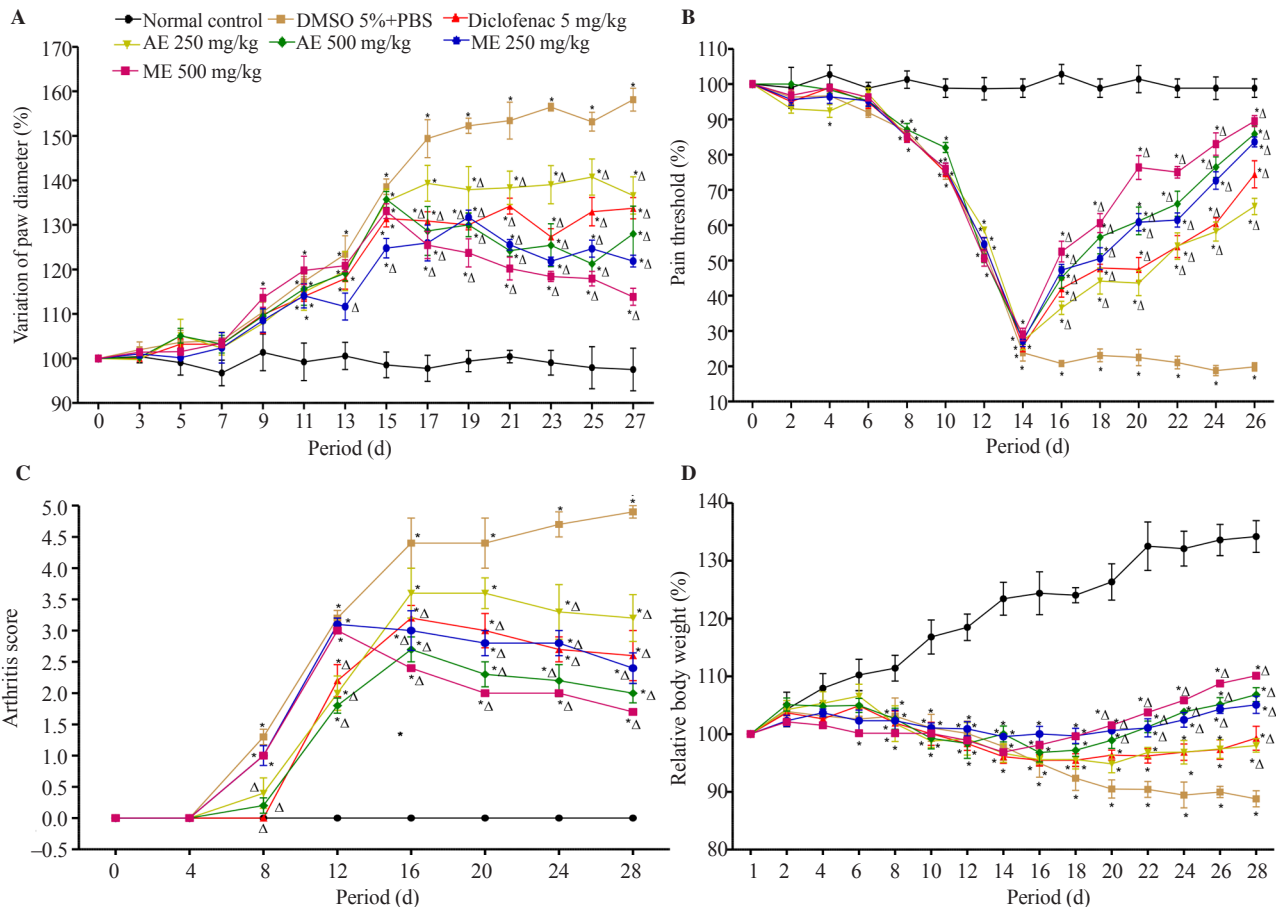 A
Normal control DMSO 5%+PBS Diclofenac 5 mg/kg
AE 250 mg/kg AE 500 mg/kg ME 250 mg/kg
ME 500 mg/kg
Variation of paw diameter (%)
170
160
150
140
130
120
110
100
90
0 3 5 7 9 11 13 15 17 19 21 23 25 27
Period (d)
B
Pain threshold (%)
110
100
90
80
70
60
50
40
30
20
10
0 2 4 6 8 10 12 14 16 18 20 22 24 26
Period (d)
C
Arthritis score
5.0
4.5
4.0
3.5
3.0
2.5
2.0
1.5
1.0
0.5
0.0
–0.5
0 4 8 12 16 20 24 28
Period (d)
D
Relative body weight (%)
140
130
120
110
100
90
80
1 2 4 6 8 10 12 14 16 18 20 22 24 26 28
Period (d)